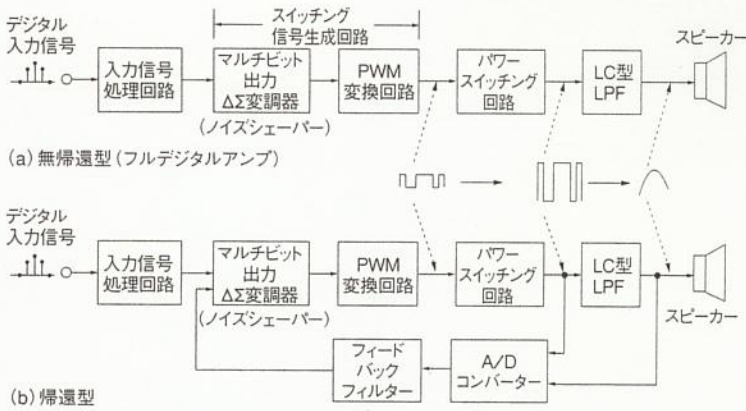 スイッチング
信号生成回路
デジタル
入力信号
入力信号
処理回路
マルチビット
出力
ΔΣ変調器
(ノイズシェーパー)
PWM
変換回路
パワー
スイッチング
回路
LC型
LPF
スピーカー
(a) 無帰還型(フルデジタルアンプ)
デジタル
入力信号
入力信号
処理回路
マルチビット
出力
ΔΣ変調器
(ノイズシェーパー)
PWM
変換回路
パワー
スイッチング
回路
LC型
LPF
スピーカー
フィード
バック
フィルター
A/D
コンバーター
(b) 帰還型